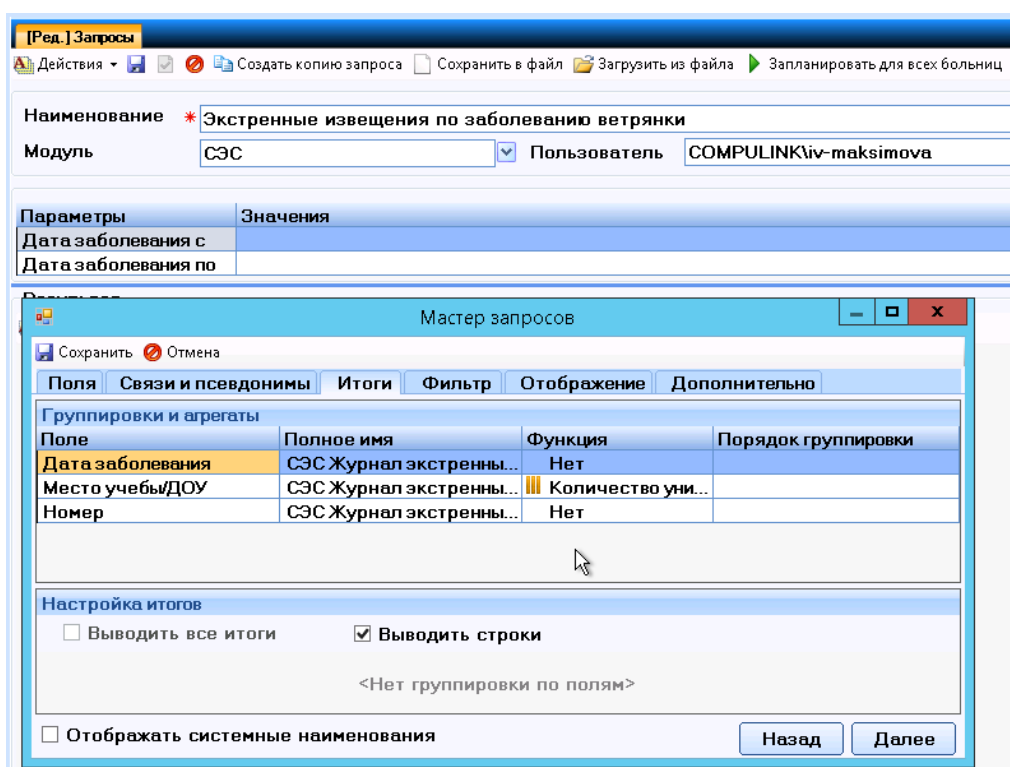 [Ред.] Запросы
Действия Создать копию запроса Сохранить в файл Загрузить из файла Запланировать для всех больниц
Наименование * Экстренные извещения по заболеванию ветрянки
Модуль СЭС Пользователь COMPULINK\iv-maksimova
Параметры Значения
Дата заболевания с
Дата заболевания по
Мастер запросов
Сохранить Отмена
Поля Связи и псевдонимы Итоги Фильтр Отображение Дополнительно
Группировки и агрегаты
Поле Полное имя Функция Порядок группировки
Дата заболевания СЭС Журнал экстренны... Нет
Место учебы/ДОУ СЭС Журнал экстренны... Количество уни...
Номер СЭС Журнал экстренны... Нет
Настройка итогов
Выводить все итоги Выводить строки
<Нет группировки по полям>
Отображать системные наименования Назад Далее